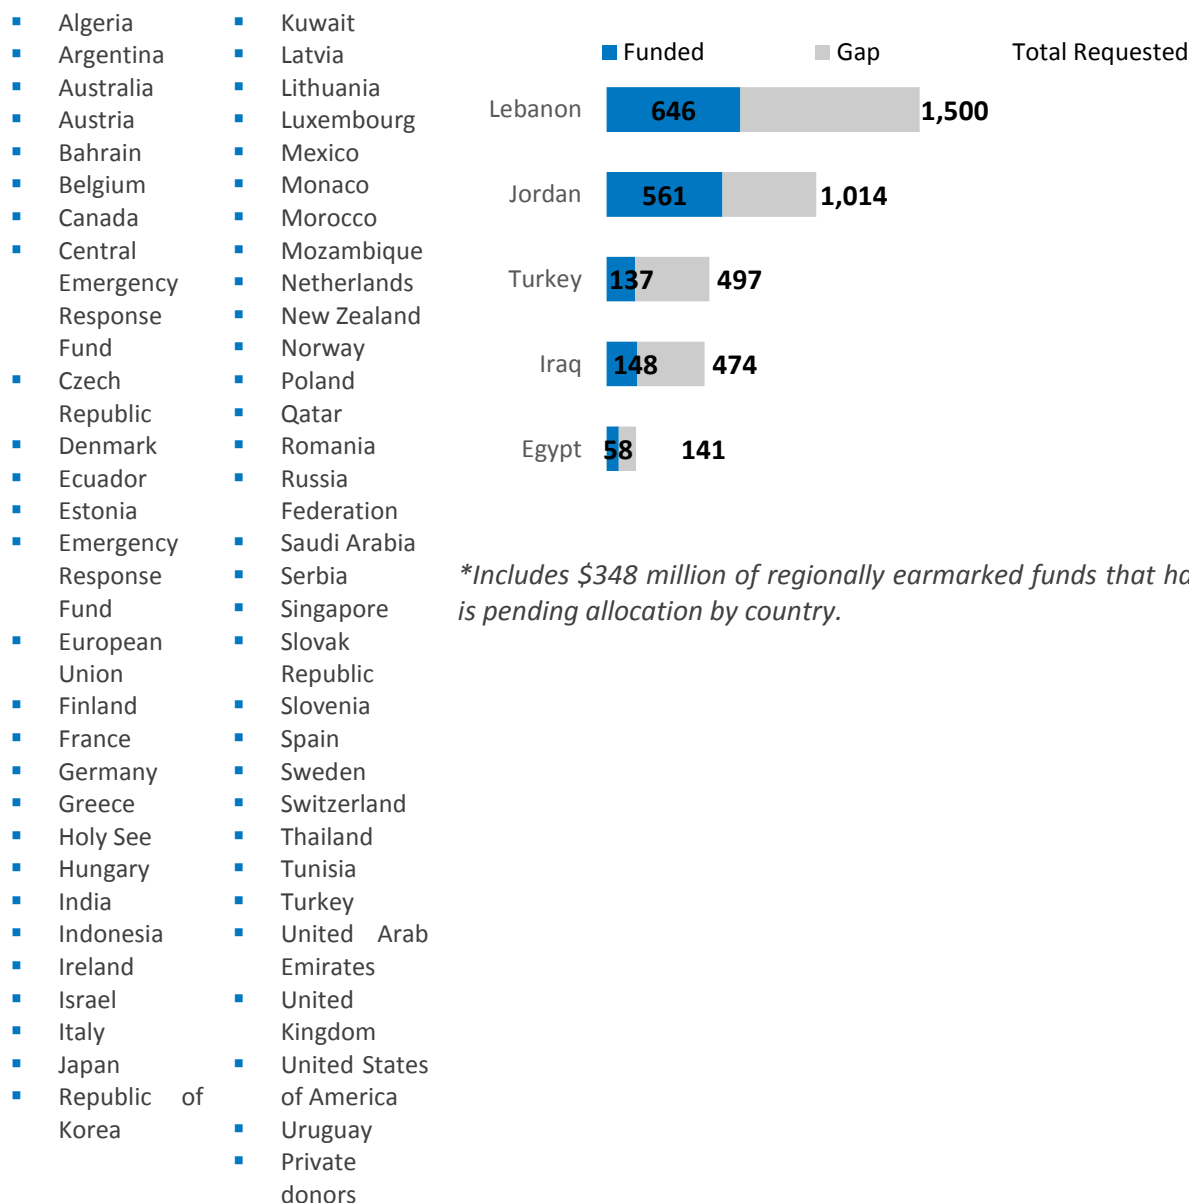 ▪ Algeria
▪ Argentina
▪ Australia
▪ Austria
▪ Bahrain
▪ Belgium
▪ Canada
▪ Central
Emergency
Response
Fund
▪ Czech
Republic
▪ Denmark
▪ Ecuador
▪ Estonia
▪ Emergency
Response
Fund
▪ European
Union
▪ Finland
▪ France
▪ Germany
▪ Greece
▪ Holy See
▪ Hungary
▪ India
▪ Indonesia
▪ Ireland
▪ Israel
▪ Italy
▪ Japan
▪ Republic of
Korea
▪ Kuwait
▪ Latvia
▪ Lithuania
▪ Luxembourg
▪ Mexico
▪ Monaco
▪ Morocco
▪ Mozambique
▪ Netherlands
▪ New Zealand
▪ Norway
▪ Poland
▪ Qatar
▪ Romania
▪ Russia
Federation
▪ Saudi Arabia
▪ Serbia
▪ Singapore
▪ Slovak
Republic
▪ Slovenia
▪ Spain
▪ Sweden
▪ Switzerland
▪ Thailand
▪ Tunisia
▪ Turkey
▪ United Arab
Emirates
▪ United
Kingdom
▪ United States
of America
▪ Uruguay
▪ Private
donors
Funded Gap Total Requested
Lebanon 646 1,500
Jordan 561 1,014
Turkey 137 497
Iraq 148 474
Egypt 58 141
*Includes $348 million of regionally earmarked funds that
is pending allocation by country.